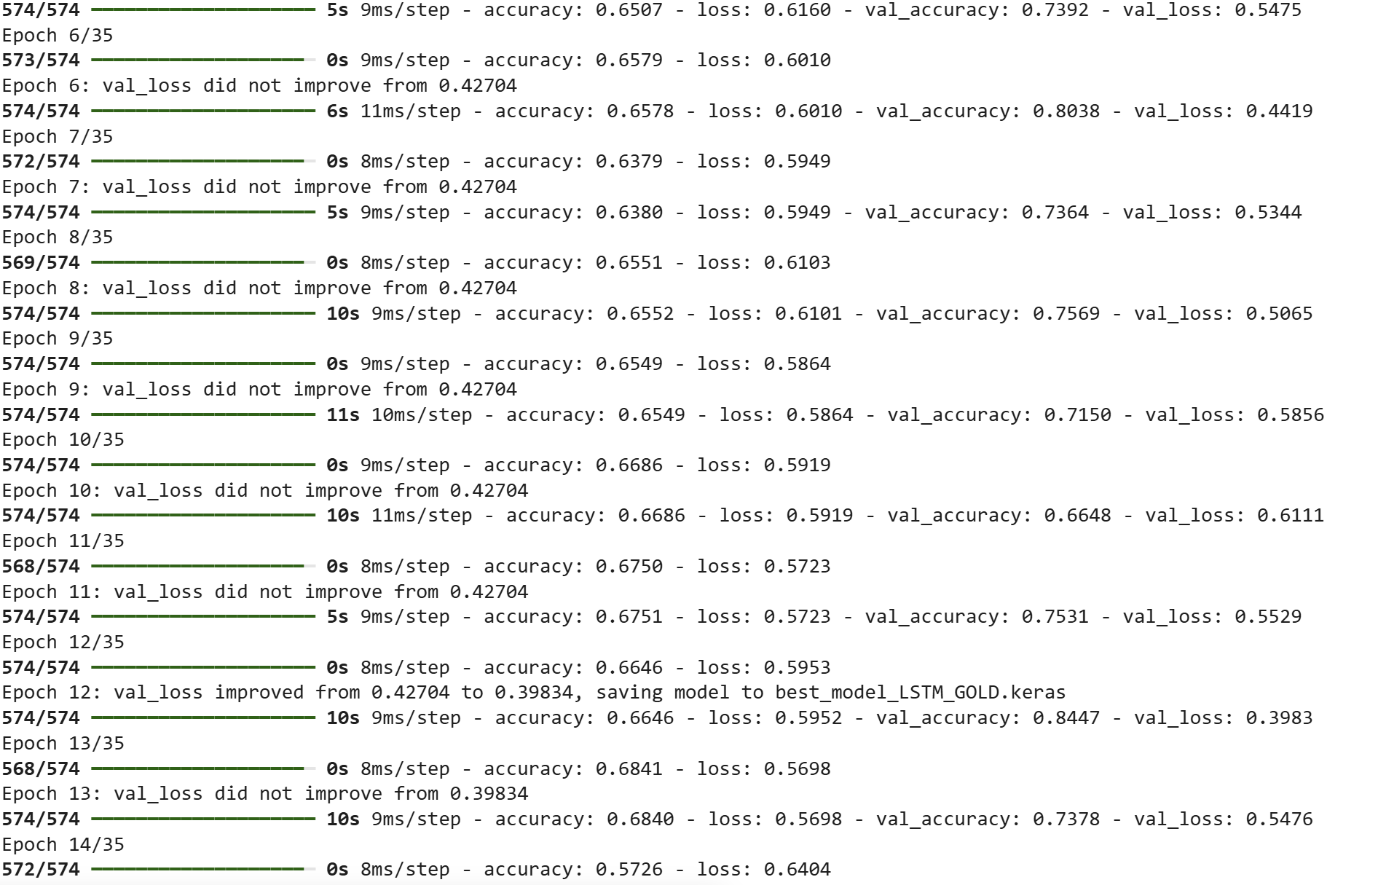 574/574 ━━━━━━━━━━━━━━━━━━━━ 5s 9ms/step - accuracy: 0.6507 - loss: 0.6160 - val_accuracy: 0.7392 - val_loss: 0.5475
Epoch 6/35
573/574 ━━━━━━━━━━━━━━━━━━━━ 0s 9ms/step - accuracy: 0.6579 - loss: 0.6010
Epoch 6: val_loss did not improve from 0.42704
574/574 ━━━━━━━━━━━━━━━━━━━━ 6s 11ms/step - accuracy: 0.6578 - loss: 0.6010 - val_accuracy: 0.8038 - val_loss: 0.4419
Epoch 7/35
572/574 ━━━━━━━━━━━━━━━━━━━━ 0s 8ms/step - accuracy: 0.6379 - loss: 0.5949
Epoch 7: val_loss did not improve from 0.42704
574/574 ━━━━━━━━━━━━━━━━━━━━ 5s 9ms/step - accuracy: 0.6380 - loss: 0.5949 - val_accuracy: 0.7364 - val_loss: 0.5344
Epoch 8/35
569/574 ━━━━━━━━━━━━━━━━━━━━ 0s 8ms/step - accuracy: 0.6551 - loss: 0.6103
Epoch 8: val_loss did not improve from 0.42704
574/574 ━━━━━━━━━━━━━━━━━━━━ 10s 9ms/step - accuracy: 0.6552 - loss: 0.6101 - val_accuracy: 0.7569 - val_loss: 0.5065
Epoch 9/35
574/574 ━━━━━━━━━━━━━━━━━━━━ 0s 9ms/step - accuracy: 0.6549 - loss: 0.5864
Epoch 9: val_loss did not improve from 0.42704
574/574 ━━━━━━━━━━━━━━━━━━━━ 11s 10ms/step - accuracy: 0.6549 - loss: 0.5864 - val_accuracy: 0.7150 - val_loss: 0.5856
Epoch 10/35
574/574 ━━━━━━━━━━━━━━━━━━━━ 0s 9ms/step - accuracy: 0.6686 - loss: 0.5919
Epoch 10: val_loss did not improve from 0.42704
574/574 ━━━━━━━━━━━━━━━━━━━━ 10s 11ms/step - accuracy: 0.6686 - loss: 0.5919 - val_accuracy: 0.6648 - val_loss: 0.6111
Epoch 11/35
568/574 ━━━━━━━━━━━━━━━━━━━━ 0s 8ms/step - accuracy: 0.6750 - loss: 0.5723
Epoch 11: val_loss did not improve from 0.42704
574/574 ━━━━━━━━━━━━━━━━━━━━ 5s 9ms/step - accuracy: 0.6751 - loss: 0.5723 - val_accuracy: 0.7531 - val_loss: 0.5529
Epoch 12/35
574/574 ━━━━━━━━━━━━━━━━━━━━ 0s 8ms/step - accuracy: 0.6646 - loss: 0.5953
Epoch 12: val_loss improved from 0.42704 to 0.39834, saving model to best_model_LSTM_GOLD.keras
574/574 ━━━━━━━━━━━━━━━━━━━━ 10s 9ms/step - accuracy: 0.6646 - loss: 0.5952 - val_accuracy: 0.8447 - val_loss: 0.3983
Epoch 13/35
568/574 ━━━━━━━━━━━━━━━━━━━━ 0s 8ms/step - accuracy: 0.6841 - loss: 0.5698
Epoch 13: val_loss did not improve from 0.39834
574/574 ━━━━━━━━━━━━━━━━━━━━ 10s 9ms/step - accuracy: 0.6840 - loss: 0.5698 - val_accuracy: 0.7378 - val_loss: 0.5476
Epoch 14/35
572/574 ━━━━━━━━━━━━━━━━━━━━ 0s 8ms/step - accuracy: 0.5726 - loss: 0.6404